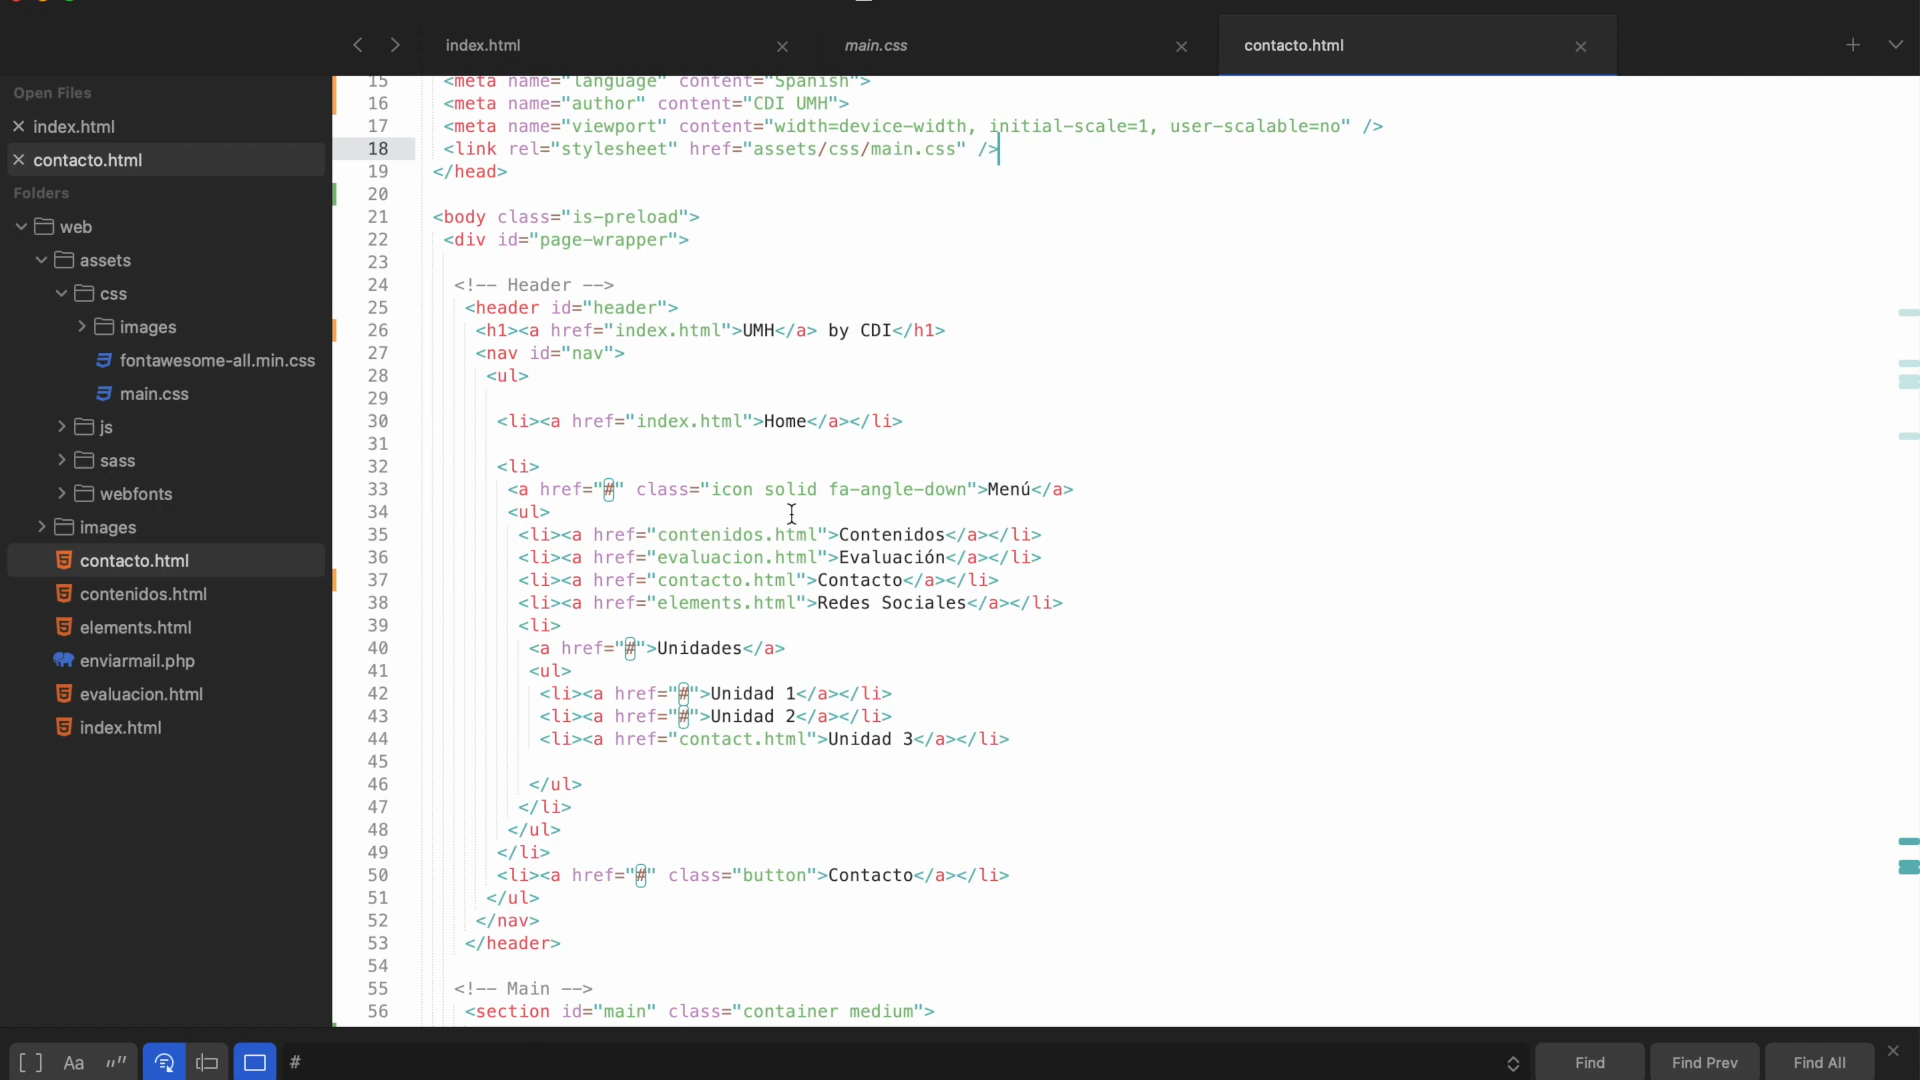 index.html
main.css
contacto.html
Open Files
index.html
contacto.html
Folders
web
assets
css
images
fontawesome-all.min.css
main.css
js
sass
webfonts
images
contacto.html
contenidos.html
elements.html
enviarmail.php
evaluacion.html
index.html
15 <meta name="language" content="Spanish">
16 <meta name="author" content="CDI UMH">
17 <meta name="viewport" content="width=device-width, initial-scale=1, user-scalable=no" />
18 <link rel="stylesheet" href="assets/css/main.css" />
19 </head>
20
21 <body class="is-preload">
22 <div id="page-wrapper">
23
24 <!-- Header -->
25 <header id="header">
26 <h1><a href="index.html">UMH</a> by CDI</h1>
27 <nav id="nav">
28 <ul>
29
30 <li><a href="index.html">Home</a></li>
31
32 <li>
33 <a href="#" class="icon solid fa-angle-down">Menú</a>
34 <ul>
35 <li><a href="contenidos.html">Contenidos</a></li>
36 <li><a href="evaluacion.html">Evaluación</a></li>
37 <li><a href="contacto.html">Contacto</a></li>
38 <li><a href="elements.html">Redes Sociales</a></li>
39 <li>
40 <a href="#">Unidades</a>
41 <ul>
42 <li><a href="#">Unidad 1</a></li>
43 <li><a href="#">Unidad 2</a></li>
44 <li><a href="contact.html">Unidad 3</a></li>
45
46 </ul>
47 </li>
48 </ul>
49 </li>
50 <li><a href="#" class="button">Contacto</a></li>
51 </ul>
52 </nav>
53 </header>
54
55 <!-- Main -->
56 <section id="main" class="container medium">
[ ] Aa “” #
Find
Find Prev
Find All